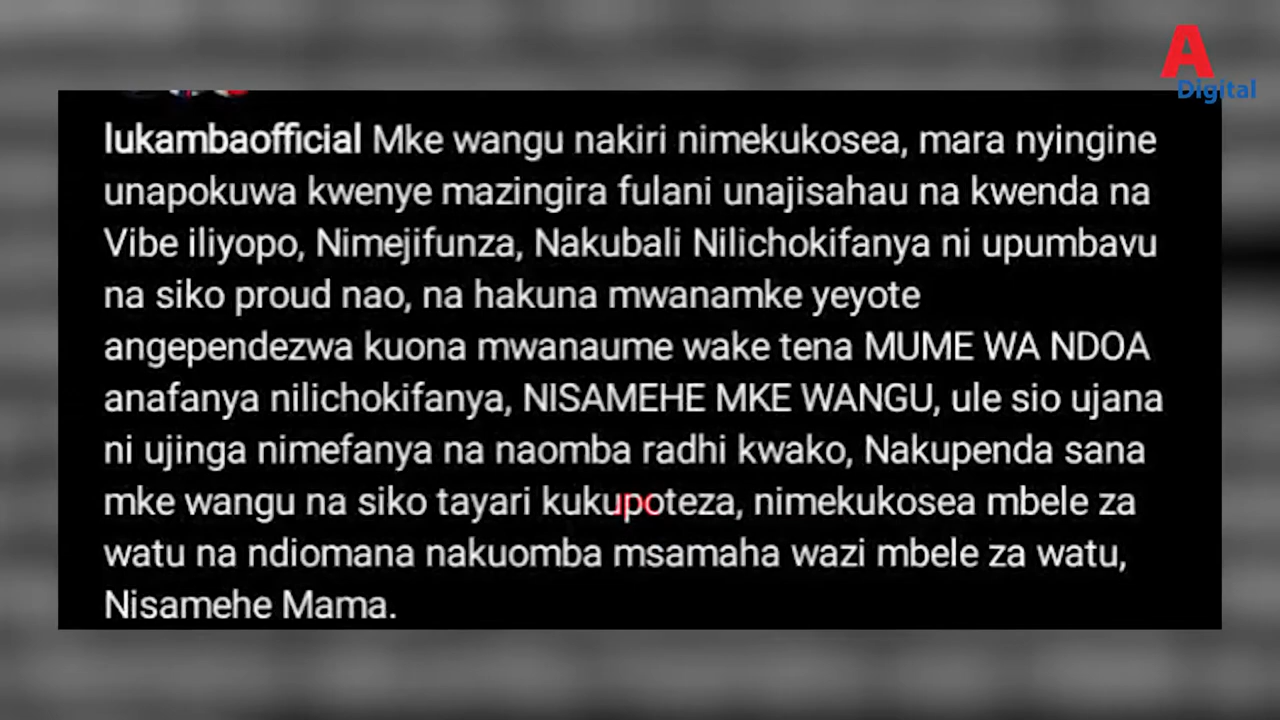 A
Digital
lukambaofficial Mke wangu nakiri nimekukosea, mara nyingine
unapokuwa kwenye mazingira fulani unajisahau na kwenda na
Vibe iliyopo, Nimejifunza, Nakubali Nilichokifanya ni upumbavu
na siko proud nao, na hakuna mwanamke yeyote
angependezwa kuona mwanaume wake tena MUME WA NDOA
anafanya nilichokifanya, NISAMEHE MKE WANGU, ule sio ujana
ni ujinga nimefanya na naomba radhi kwako, Nakupenda sana
mke wangu na siko tayari kukupoteza, nimekukosea mbele za
watu na ndiomana nakuomba msamaha wazi mbele za watu,
Nisamehe Mama.